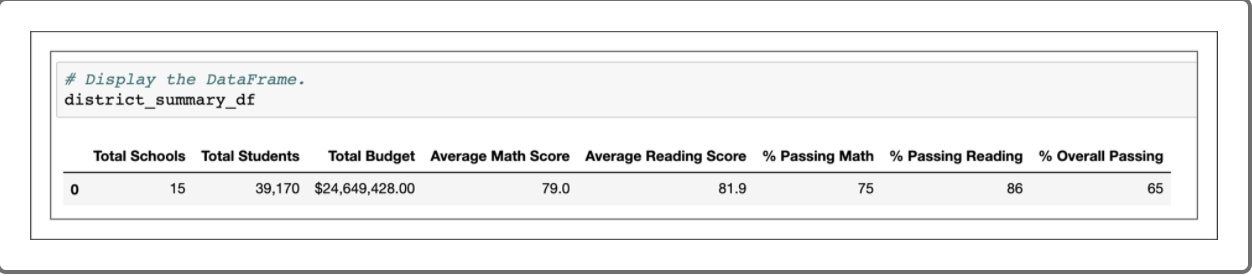 # Display the DataFrame.
district_summary_df
Total Schools Total Students Total Budget Average Math Score Average Reading Score % Passing Math % Passing Reading % Overall Passing
0 15 39,170 $24,649,428.00 79.0 81.9 75 86 65